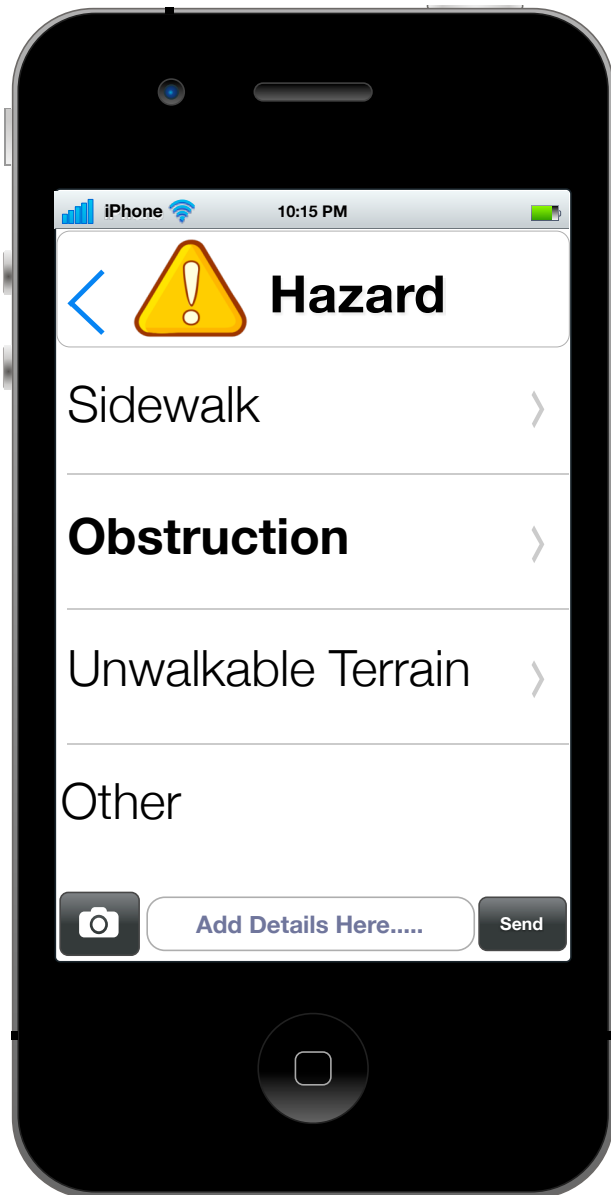 iPhone 10:15 PM
Hazard
Sidewalk
Obstruction
Unwalkable Terrain
Other
Add Details Here..... Send